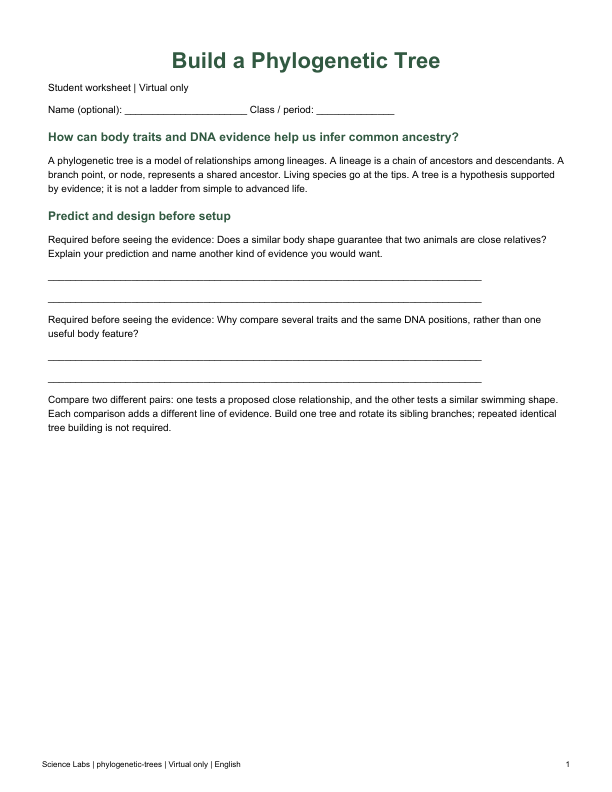 Build a Phylogenetic Tree
Student worksheet | Virtual only
Name (optional): ______________________ Class / period: ______________
How can body traits and DNA evidence help us infer common ancestry?
A phylogenetic tree is a model of relationships among lineages. A lineage is a chain of ancestors and descendants. A
branch point, or node, represents a shared ancestor. Living species go at the tips. A tree is a hypothesis supported
by evidence; it is not a ladder from simple to advanced life.
Predict and design before setup
Required before seeing the evidence: Does a similar body shape guarantee that two animals are close relatives?
Explain your prediction and name another kind of evidence you would want.
Required before seeing the evidence: Why compare several traits and the same DNA positions, rather than one
useful body feature?
Compare two different pairs: one tests a proposed close relationship, and the other tests a similar swimming shape.
Each comparison adds a different line of evidence. Build one tree and rotate its sibling branches; repeated identical
tree building is not required.
Science Labs | phylogenetic-trees | Virtual only | English
1